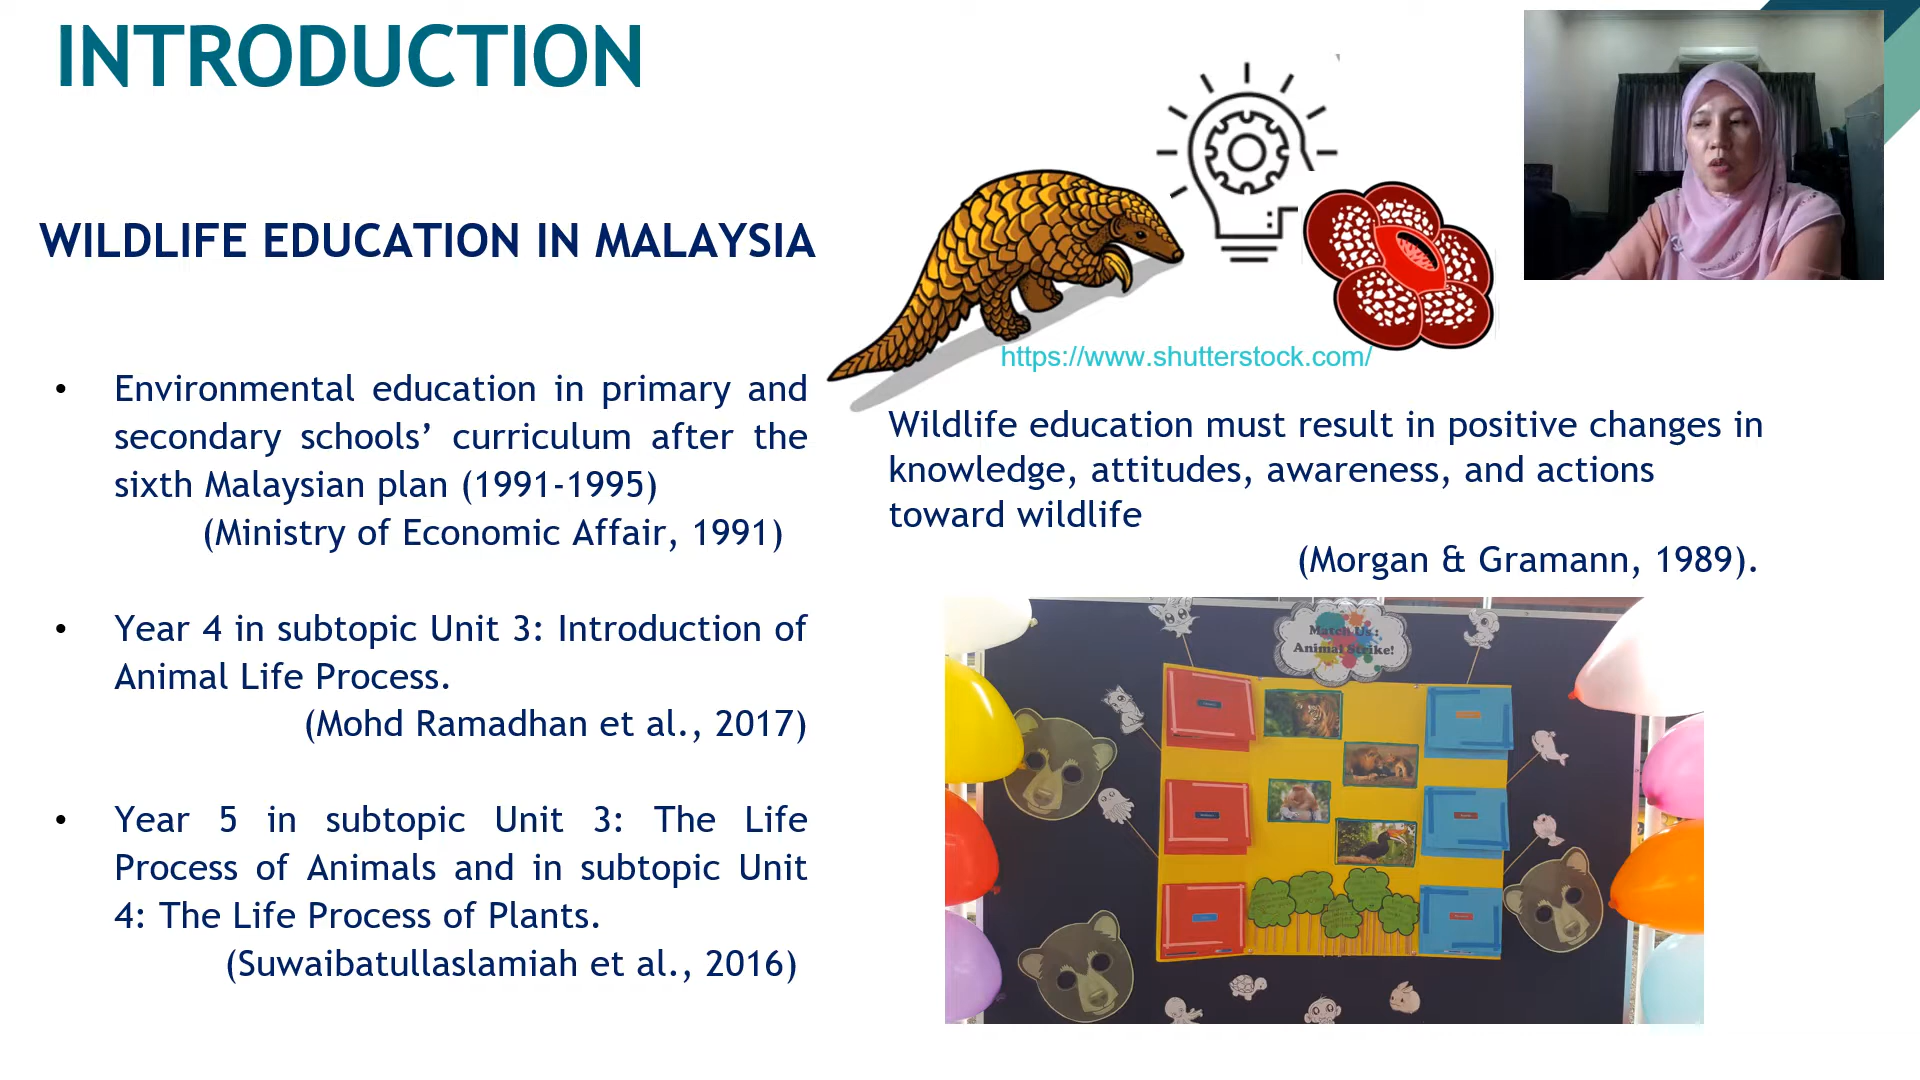 INTRODUCTION
WILDLIFE EDUCATION IN MALAYSIA
• Environmental education in primary and
secondary schools’ curriculum after the
sixth Malaysian plan (1991-1995)
(Ministry of Economic Affair, 1991)
• Year 4 in subtopic Unit 3: Introduction of
Animal Life Process.
(Mohd Ramadhan et al., 2017)
• Year 5 in subtopic Unit 3: The Life
Process of Animals and in subtopic Unit
4: The Life Process of Plants.
(Suwaibatullaslamiah et al., 2016)
https://www.shutterstock.com/
Wildlife education must result in positive changes in
knowledge, attitudes, awareness, and actions
toward wildlife
(Morgan & Gramann, 1989).
Match Us:
Animal Strike!